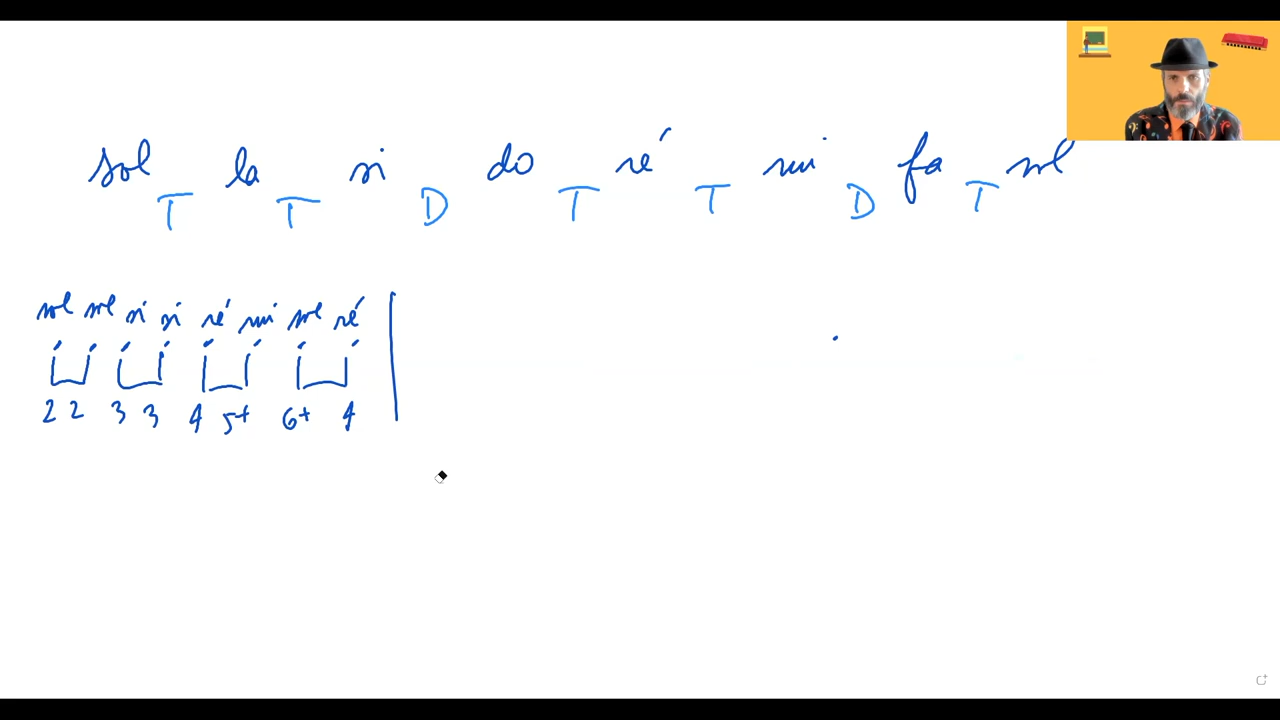 sol la si do ré mi fa sol
T T D T T D T
sol sol si si ré mi sol ré
2 2 3 3 4 5+ 6+ 4